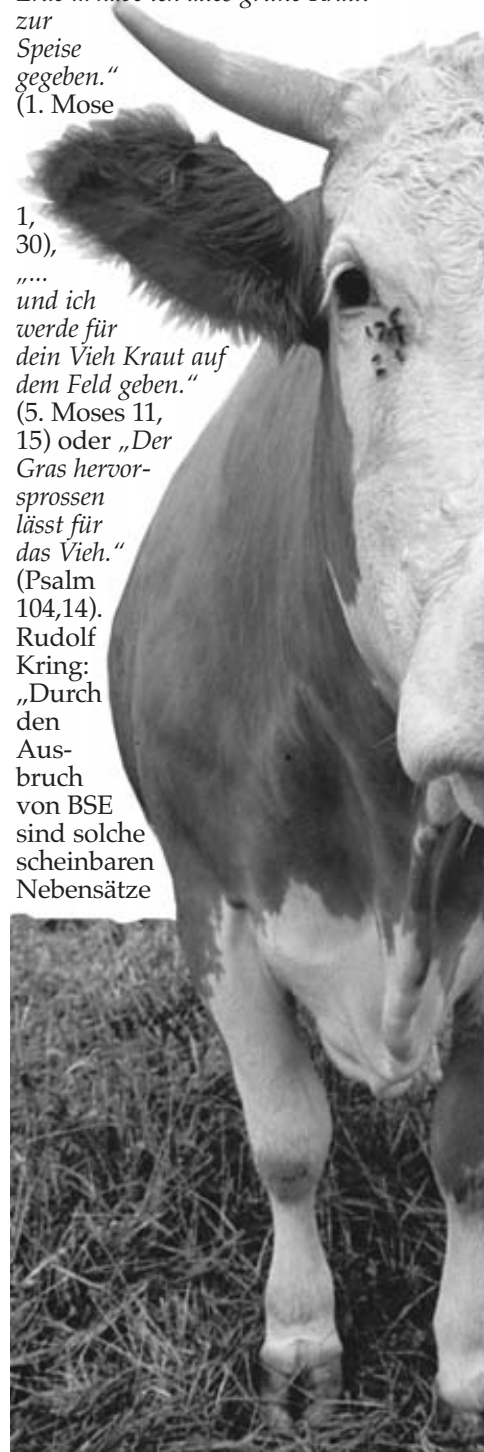 zur
Speise
gegeben.“
(1. Mose
1,
30),
„...
und ich
werde für
dein Vieh Kraut auf
dem Feld geben.“
(5. Moses 11,
15) oder „Der
Gras hervor-
sprossen
lässt für
das Vieh.“
(Psalm
104,14).
Rudolf
Kring:
„Durch
den
Aus-
bruch
von BSE
sind solche
scheinbaren
Nebensätze